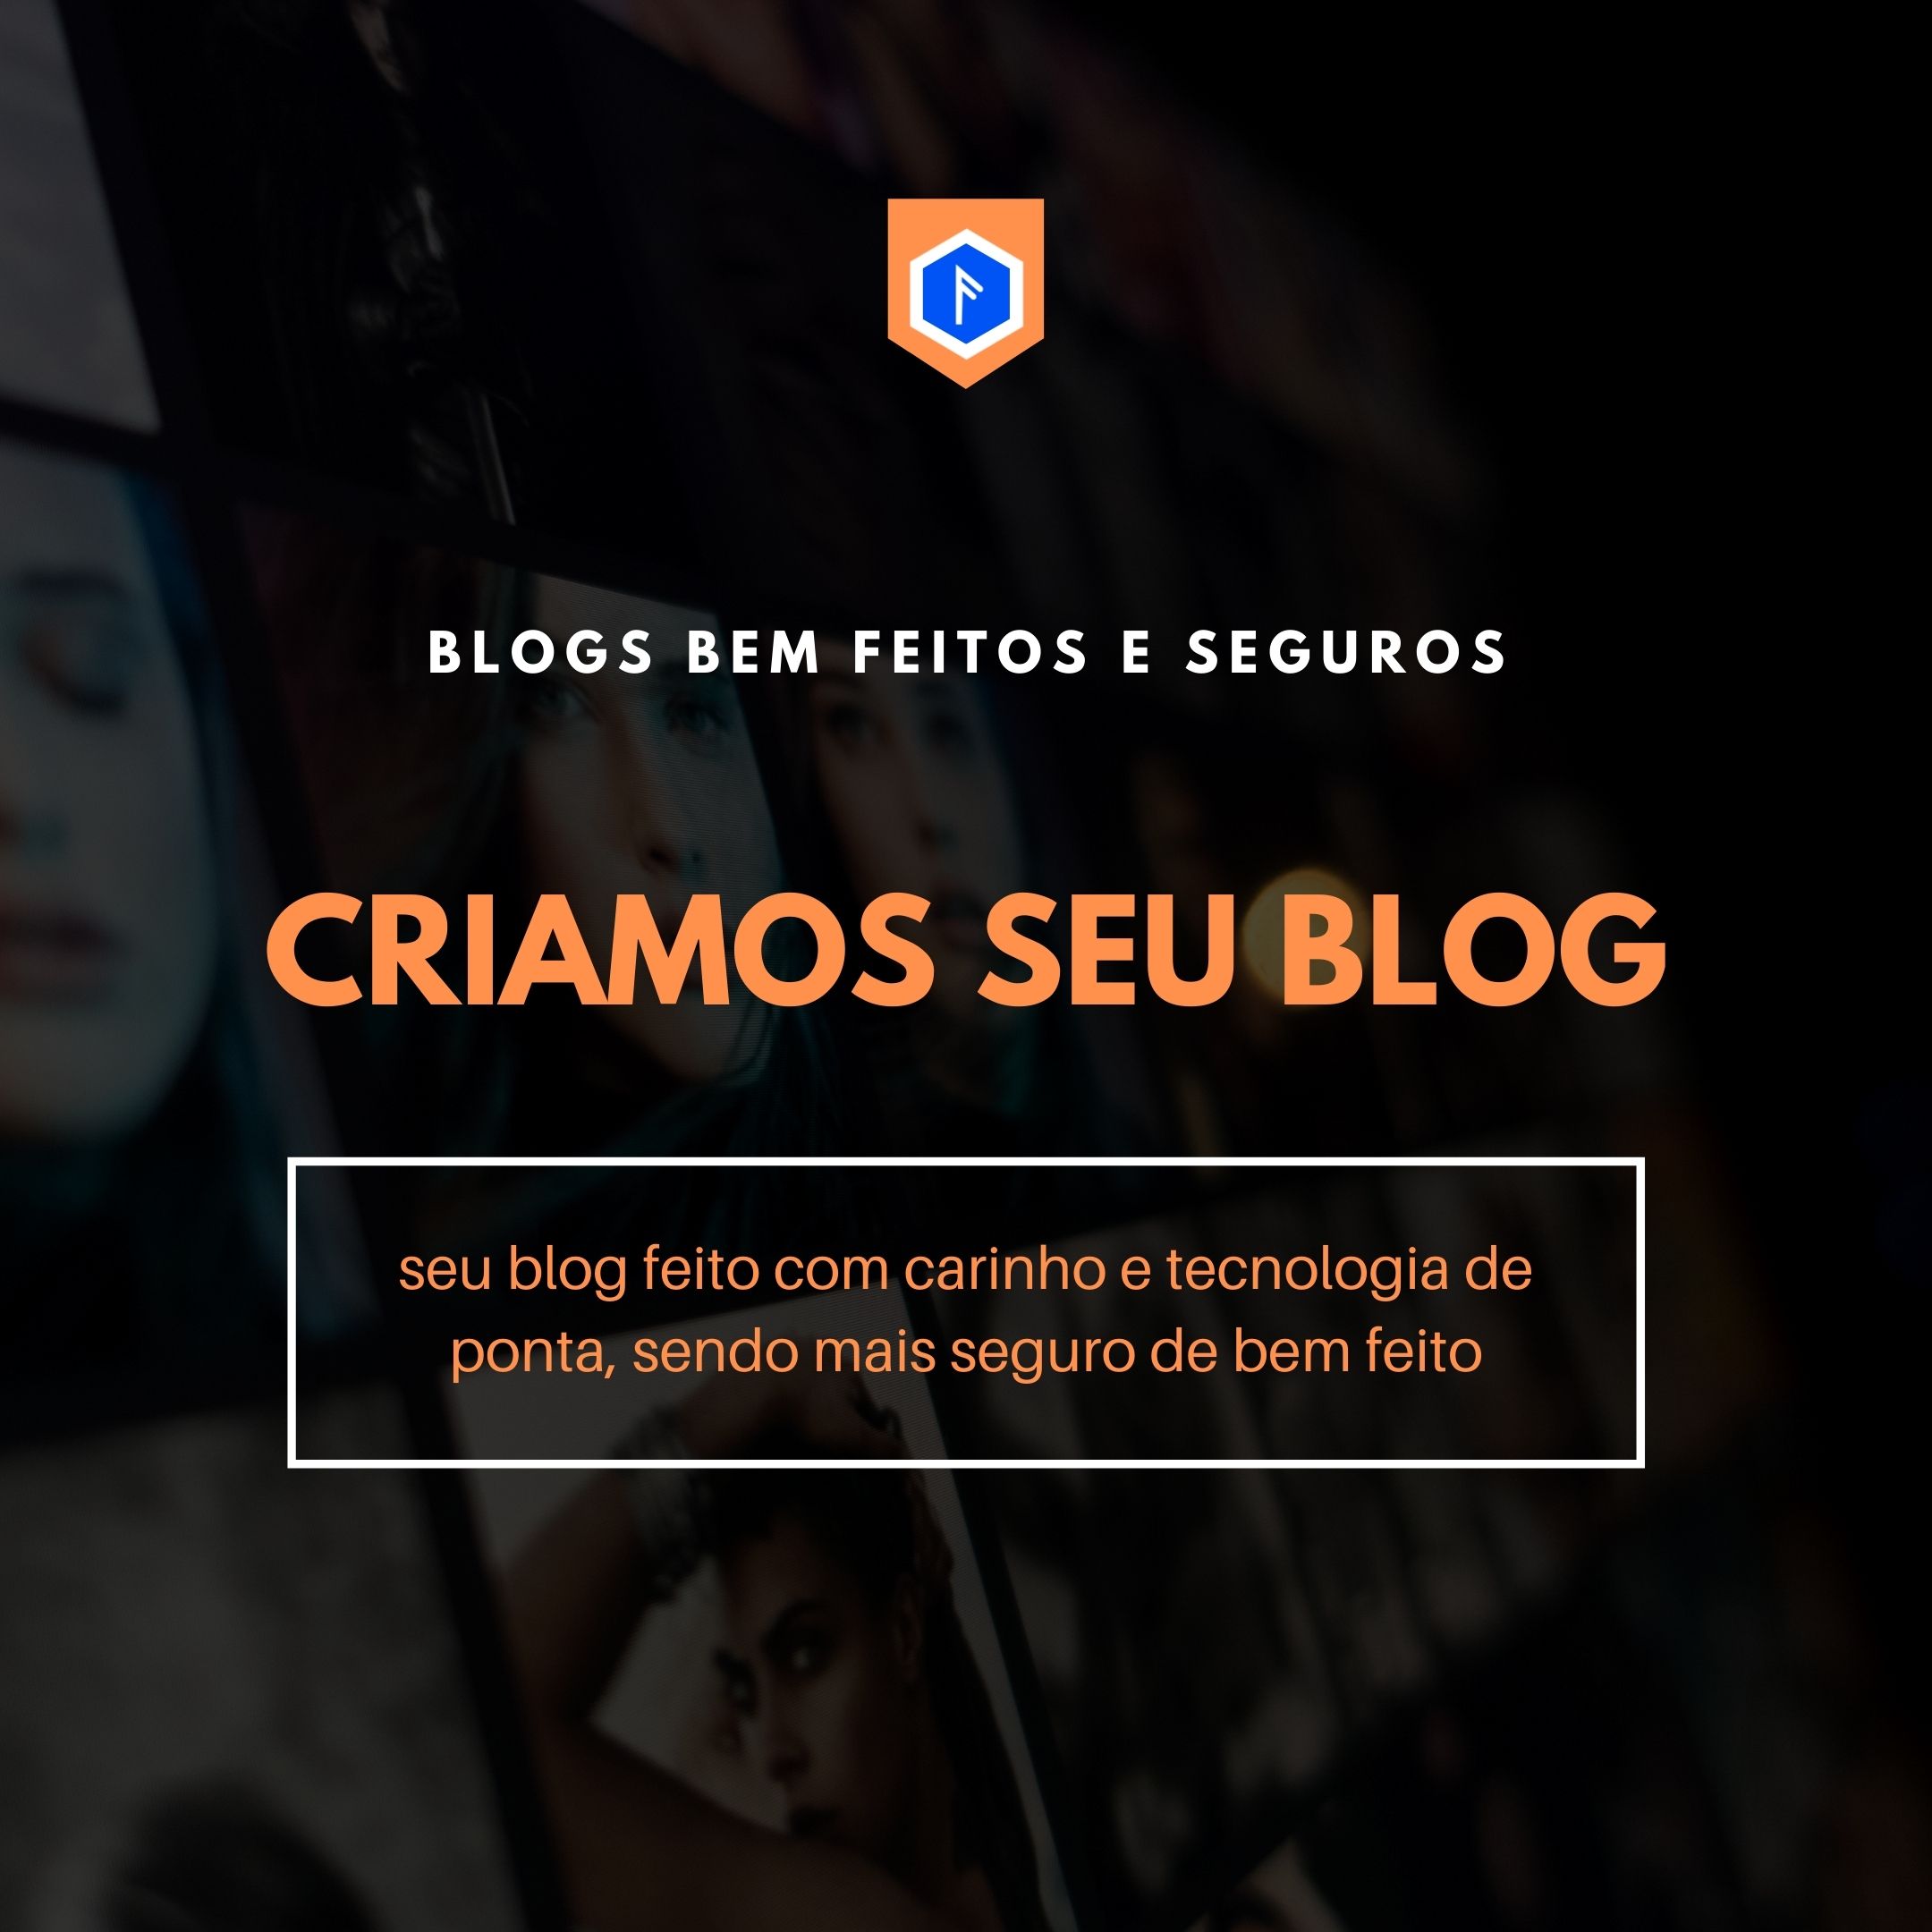 BLOGS BEM FEITOS E SEGUROS
CRIAMOS SEU BLOG
seu blog feito com carinho e tecnologia de
ponta, sendo mais seguro de bem feito